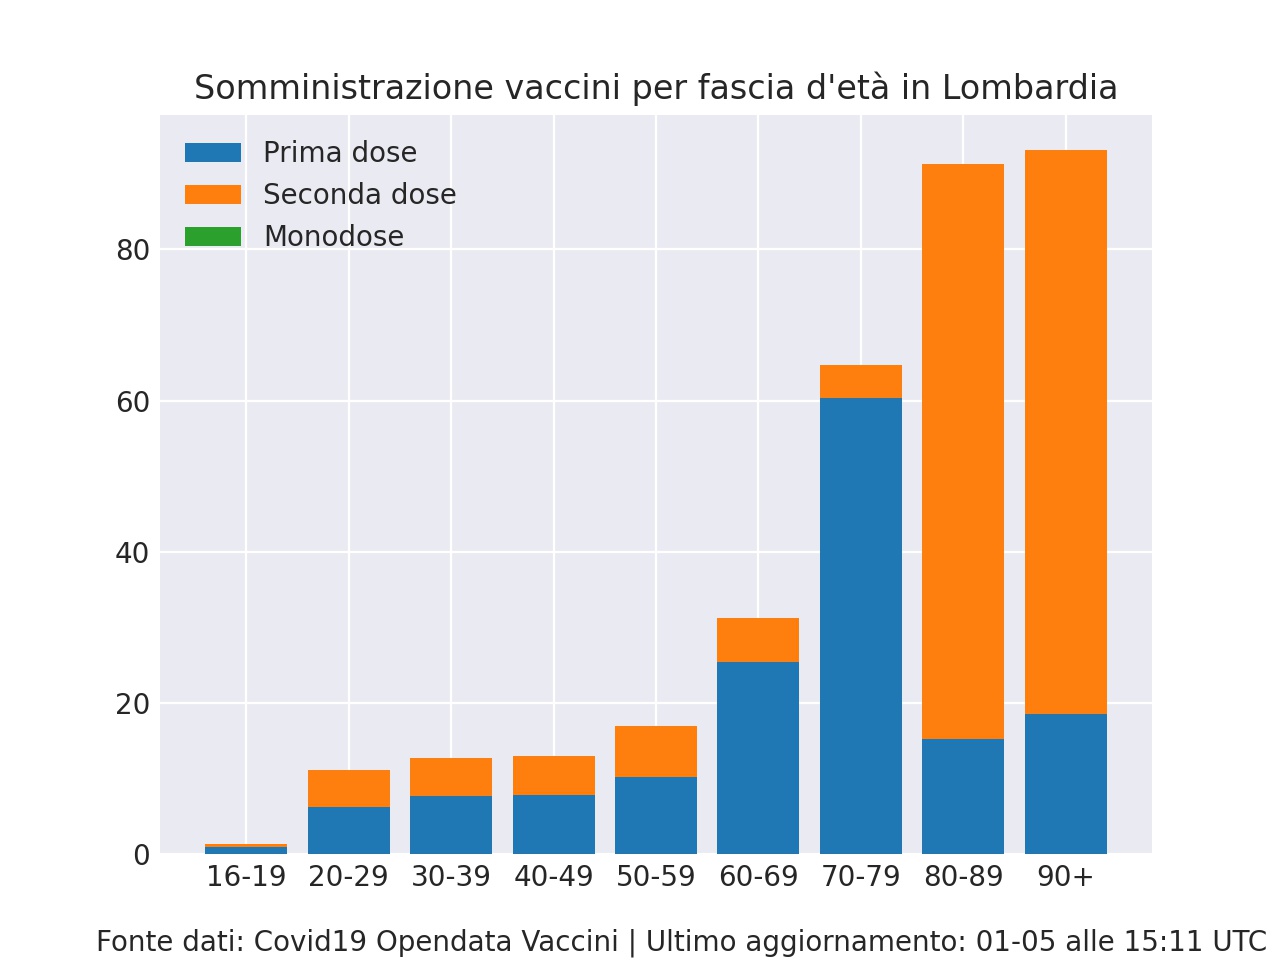 Somministrazione vaccini per fascia d'età in Lombardia
Prima dose
Seconda dose
Monodose
80
60
40
20
0
16-19 20-29 30-39 40-49 50-59 60-69 70-79 80-89 90+
Fonte dati: Covid19 Opendata Vaccini | Ultimo aggiornamento: 01-05 alle 15:11 UTC